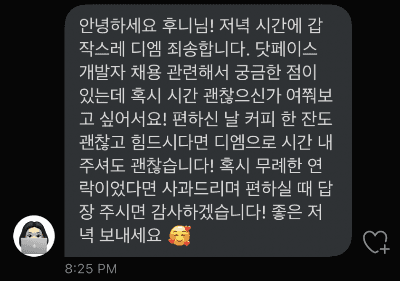 안녕하세요 후니님! 저녁 시간에 갑
작스레 디엠 죄송합니다. 닷페이스
개발자 채용 관련해서 궁금한 점이
있는데 혹시 시간 괜찮으신가 여쭤보
고 싶어서요! 편하신 날 커피 한 잔도
괜찮고 힘드시다면 디엠으로 시간 내
주셔도 괜찮습니다! 혹시 무례한 연
락이었다면 사과드리며 편하실 때 답
장 주시면 감사하겠습니다! 좋은 저
녁 보내세요 🥰
8:25 PM